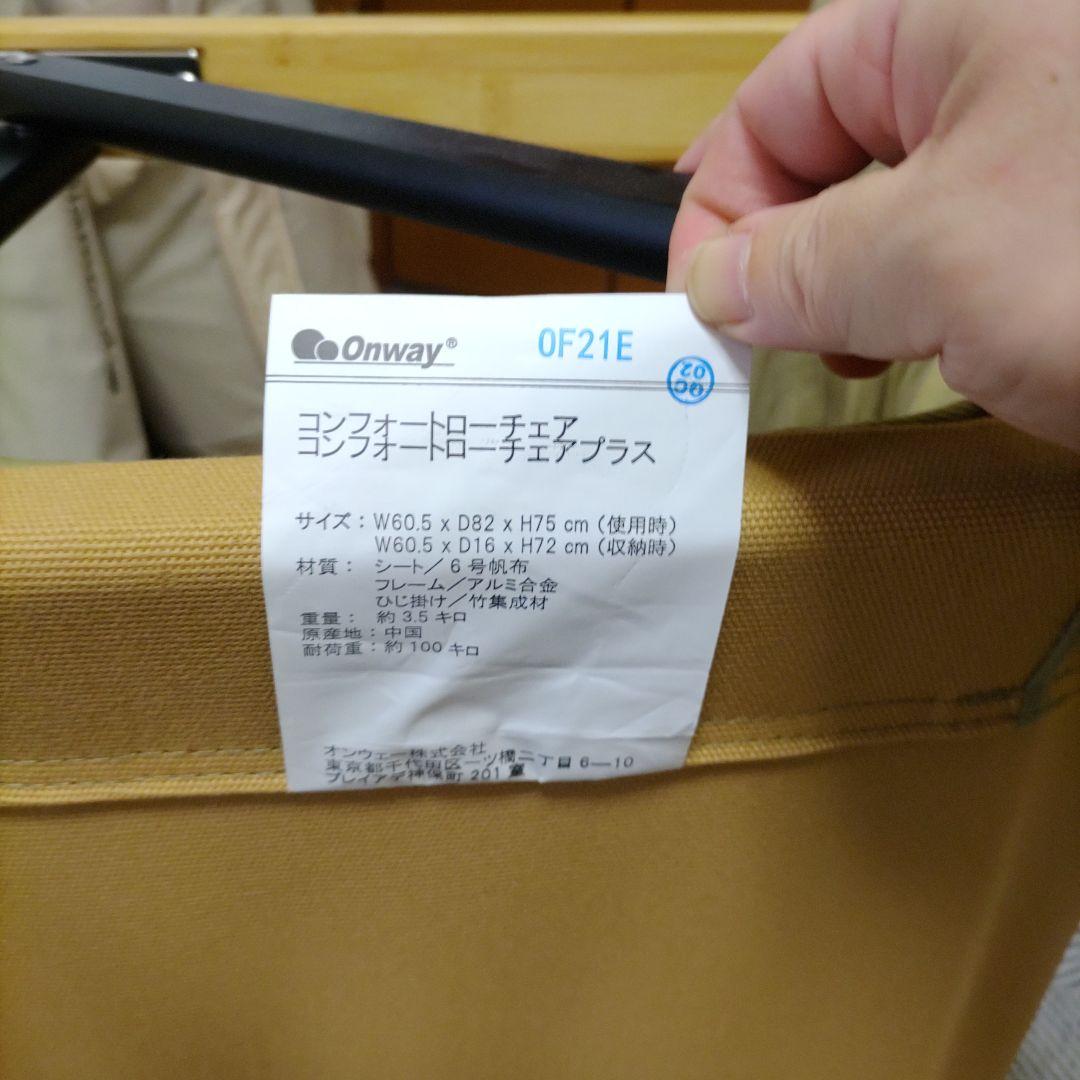 Onway® 0F21E
QC 02
コンフォートローチェア
コンフォートローチェアプラス
サイズ：W60.5 x D82 x H75 cm（使用時）
W60.5 x D16 x H72 cm（収納時）
材質： シート／6号帆布
フレーム／アルミ合金
ひじ掛け／竹集成材
重量： 約3.5キロ
原産地：中国
耐荷重：約100キロ
オンウェー株式会社
東京都千代田区一ツ橋二丁目6—10
プレイアデ神保町201室